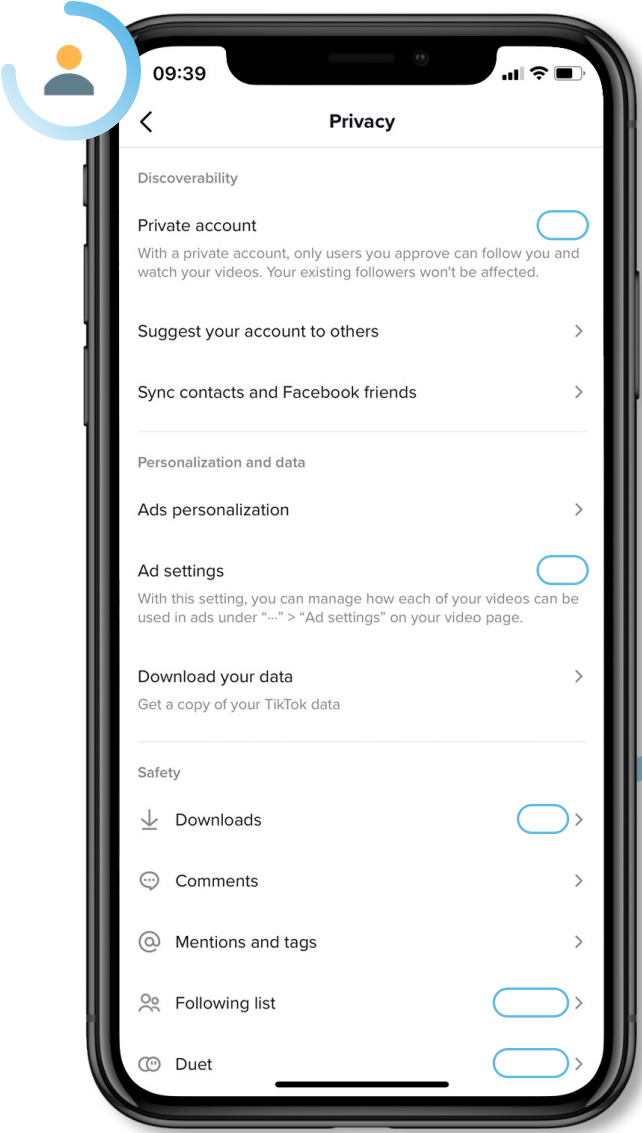 09:39
Privacy
Discoverability
Private account
With a private account, only users you approve can follow you and
watch your videos. Your existing followers won't be affected.
Suggest your account to others
Sync contacts and Facebook friends
Personalization and data
Ads personalization
Ad settings
With this setting, you can manage how each of your videos can be
used in ads under “···” > “Ad settings” on your video page.
Download your data
Get a copy of your TikTok data
Safety
Downloads
Comments
Mentions and tags
Following list
Duet